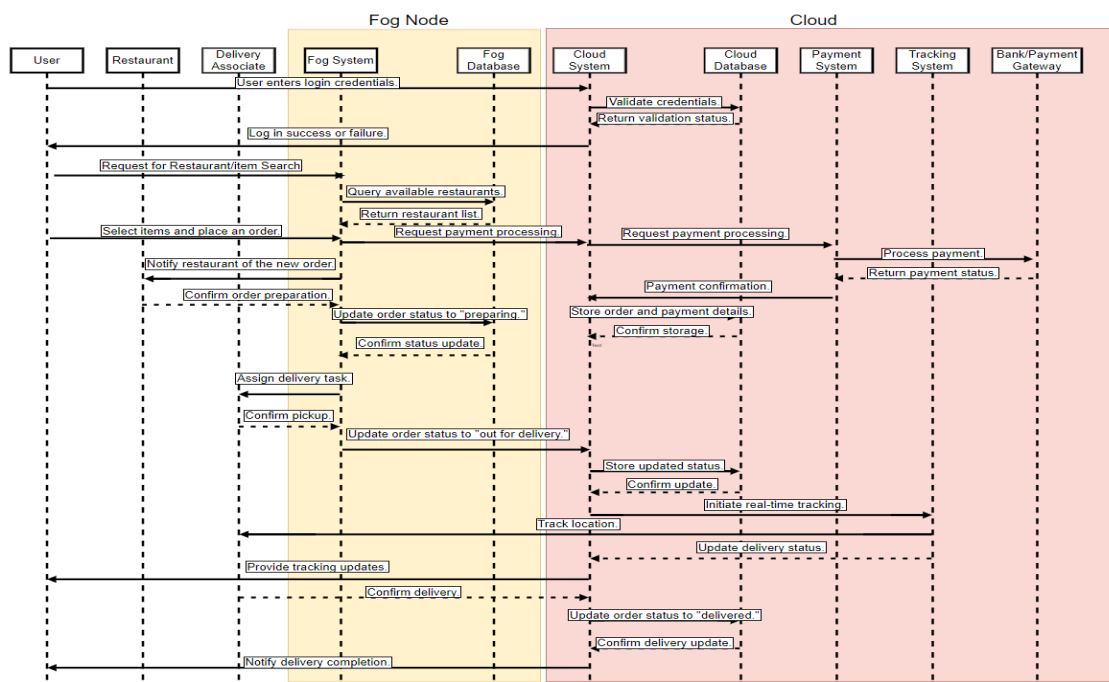 Fog Node
Cloud
User
Restaurant
Delivery
Associate
Fog System
Fog
Database
Cloud
System
Cloud
Database
Payment
System
Tracking
System
Bank/Payment
Gateway
User enters login credentials.
Validate credentials.
Return validation status.
Log in success or failure.
Request for Restaurant/item Search
Query available restaurants.
Return restaurant list.
Select items and place an order.
Request payment processing.
Request payment processing.
Process payment.
Notify restaurant of the new order.
Return payment status.
Payment confirmation.
Confirm order preparation.
Update order status to "preparing."
Store order and payment details.
Confirm storage.
Confirm status update.
Assign delivery task.
Confirm pickup.
Update order status to "out for delivery."
Store updated status.
Confirm update.
Initiate real-time tracking.
Track location.
Update delivery status.
Provide tracking updates.
Confirm delivery.
Update order status to "delivered."
Confirm delivery update.
Notify delivery completion.